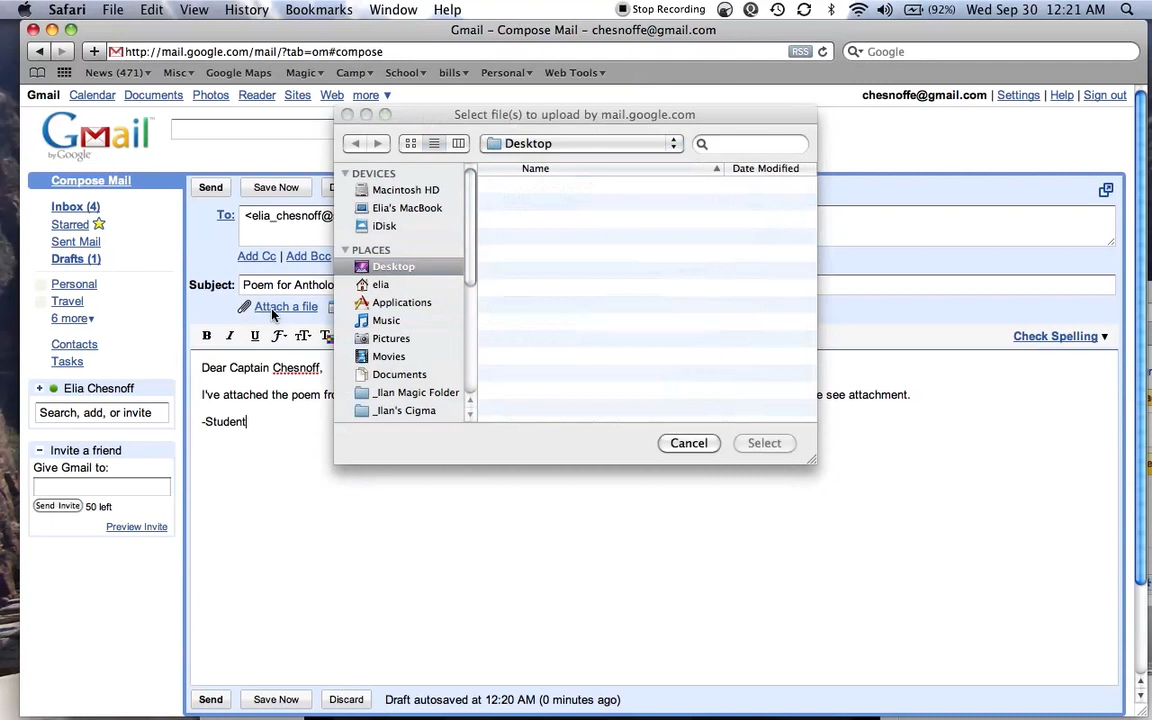 Safari File Edit View History Bookmarks Window Help Stop Recording (92%) Wed Sep 30 12:21 AM
Gmail – Compose Mail – chesnoffe@gmail.com
http://mail.google.com/mail/?tab=om#compose RSS Google
News (471) Misc Google Maps Magic Camp School bills Personal Web Tools
Gmail Calendar Documents Photos Reader Sites Web more chesnoffe@gmail.com | Settings | Help | Sign out
Select file(s) to upload by mail.google.com
Gmail
by Google
Desktop
Name Date Modified
DEVICES
Macintosh HD
Elia's MacBook
iDisk
PLACES
Desktop
elia
Applications
Music
Pictures
Movies
Documents
_Ilan Magic Folder
_Ilan's Cigma
Cancel Select
Compose Mail
Inbox (4)
Starred
Sent Mail
Drafts (1)
Personal
Travel
6 more
Contacts
Tasks
Elia Chesnoff
Search, add, or invite
Invite a friend
Give Gmail to:
Send Invite 50 left
Preview Invite
Send Save Now
To: <elia_chesnoff@
Add Cc | Add Bcc
Subject: Poem for Antholo
Attach a file
B I U Check Spelling
Dear Captain Chesnoff,
I've attached the poem see attachment.
-Student
Send Save Now Discard Draft autosaved at 12:20 AM (0 minutes ago)